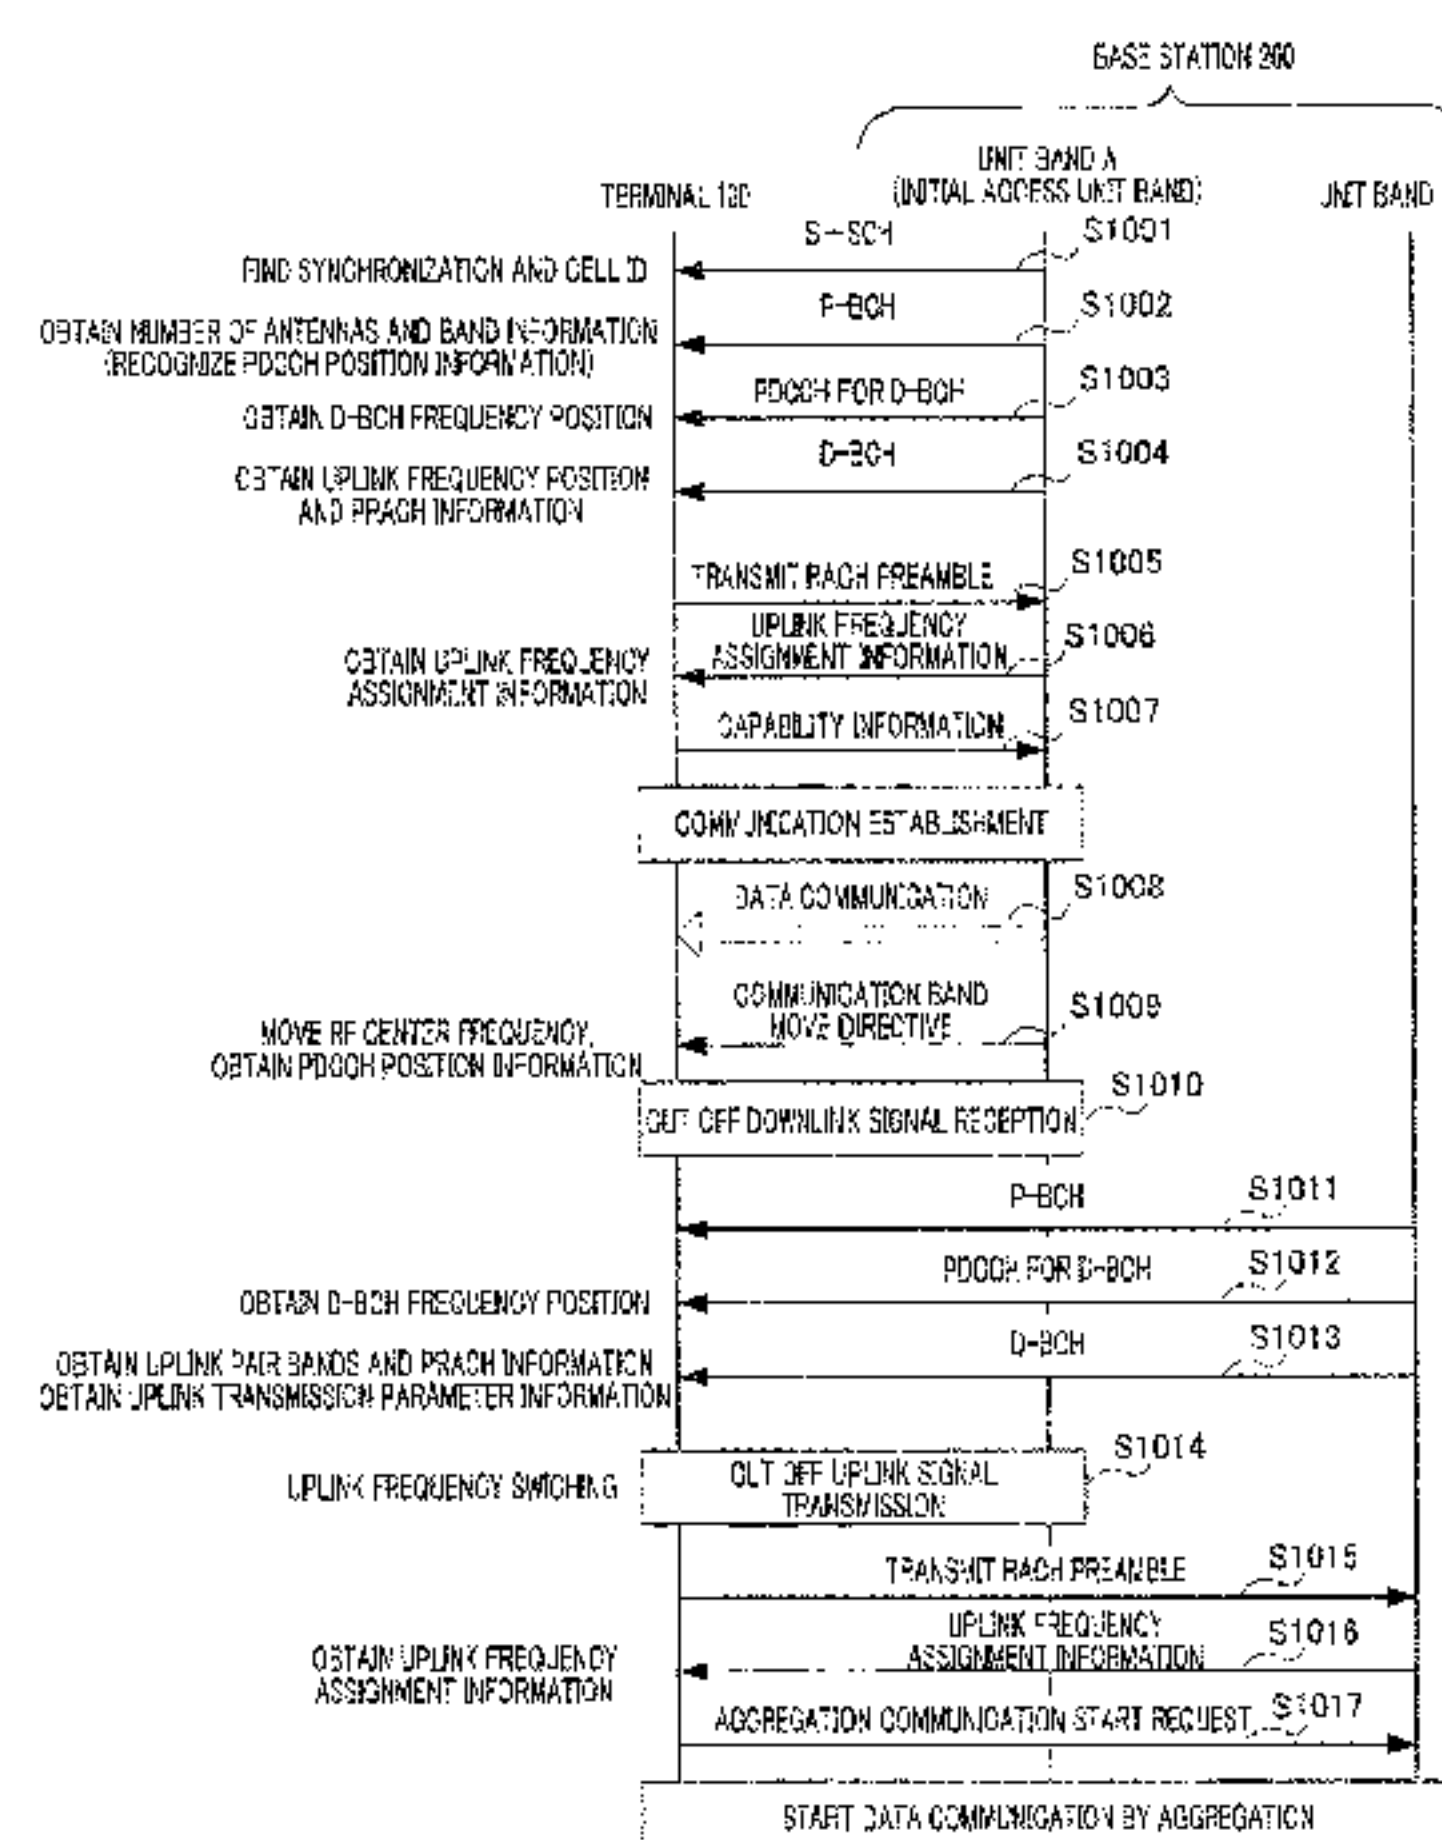 BASE STATION 200
UNIT BAND A
(INITIAL ACCESS UNIT BAND)
TERMINAL 100
UNIT BAND
S-SCH
S1001
FIND SYNCHRONIZATION AND CELL ID
P-BCH
S1002
OBTAIN NUMBER OF ANTENNAS AND BAND INFORMATION
(RECOGNIZE PDCCH POSITION INFORMATION)
PDCCH FOR D-BCH
S1003
OBTAIN D-BCH FREQUENCY POSITION
D-BCH
S1004
OBTAIN UPLINK FREQUENCY POSITION
AND PRACH INFORMATION
TRANSMIT RACH PREAMBLE
S1005
UPLINK FREQUENCY
ASSIGNMENT INFORMATION
S1006
OBTAIN UPLINK FREQUENCY
ASSIGNMENT INFORMATION
CAPABILITY INFORMATION
S1007
COMMUNICATION ESTABLISHMENT
DATA COMMUNICATION
S1008
COMMUNICATION BAND
MOVE DIRECTIVE
S1009
MOVE RF CENTER FREQUENCY,
OBTAIN PDCCH POSITION INFORMATION
CUT OFF DOWNLINK SIGNAL RECEPTION
S1010
P-BCH
S1011
PDCCH FOR D-BCH
S1012
OBTAIN D-BCH FREQUENCY POSITION
D-BCH
S1013
OBTAIN UPLINK PAIR BANDS AND PRACH INFORMATION
OBTAIN UPLINK TRANSMISSION PARAMETER INFORMATION
S1014
UPLINK FREQUENCY SWICHING
CUT OFF UPLINK SIGNAL
TRANSMISSION
TRANSMIT RACH PREAMBLE
S1015
UPLINK FREQUENCY
ASSIGNMENT INFORMATION
S1016
OBTAIN UPLINK FREQUENCY
ASSIGNMENT INFORMATION
AGGREGATION COMMUNICATION START REQUEST
S1017
START DATA COMMUNICATION BY AGGREGATION